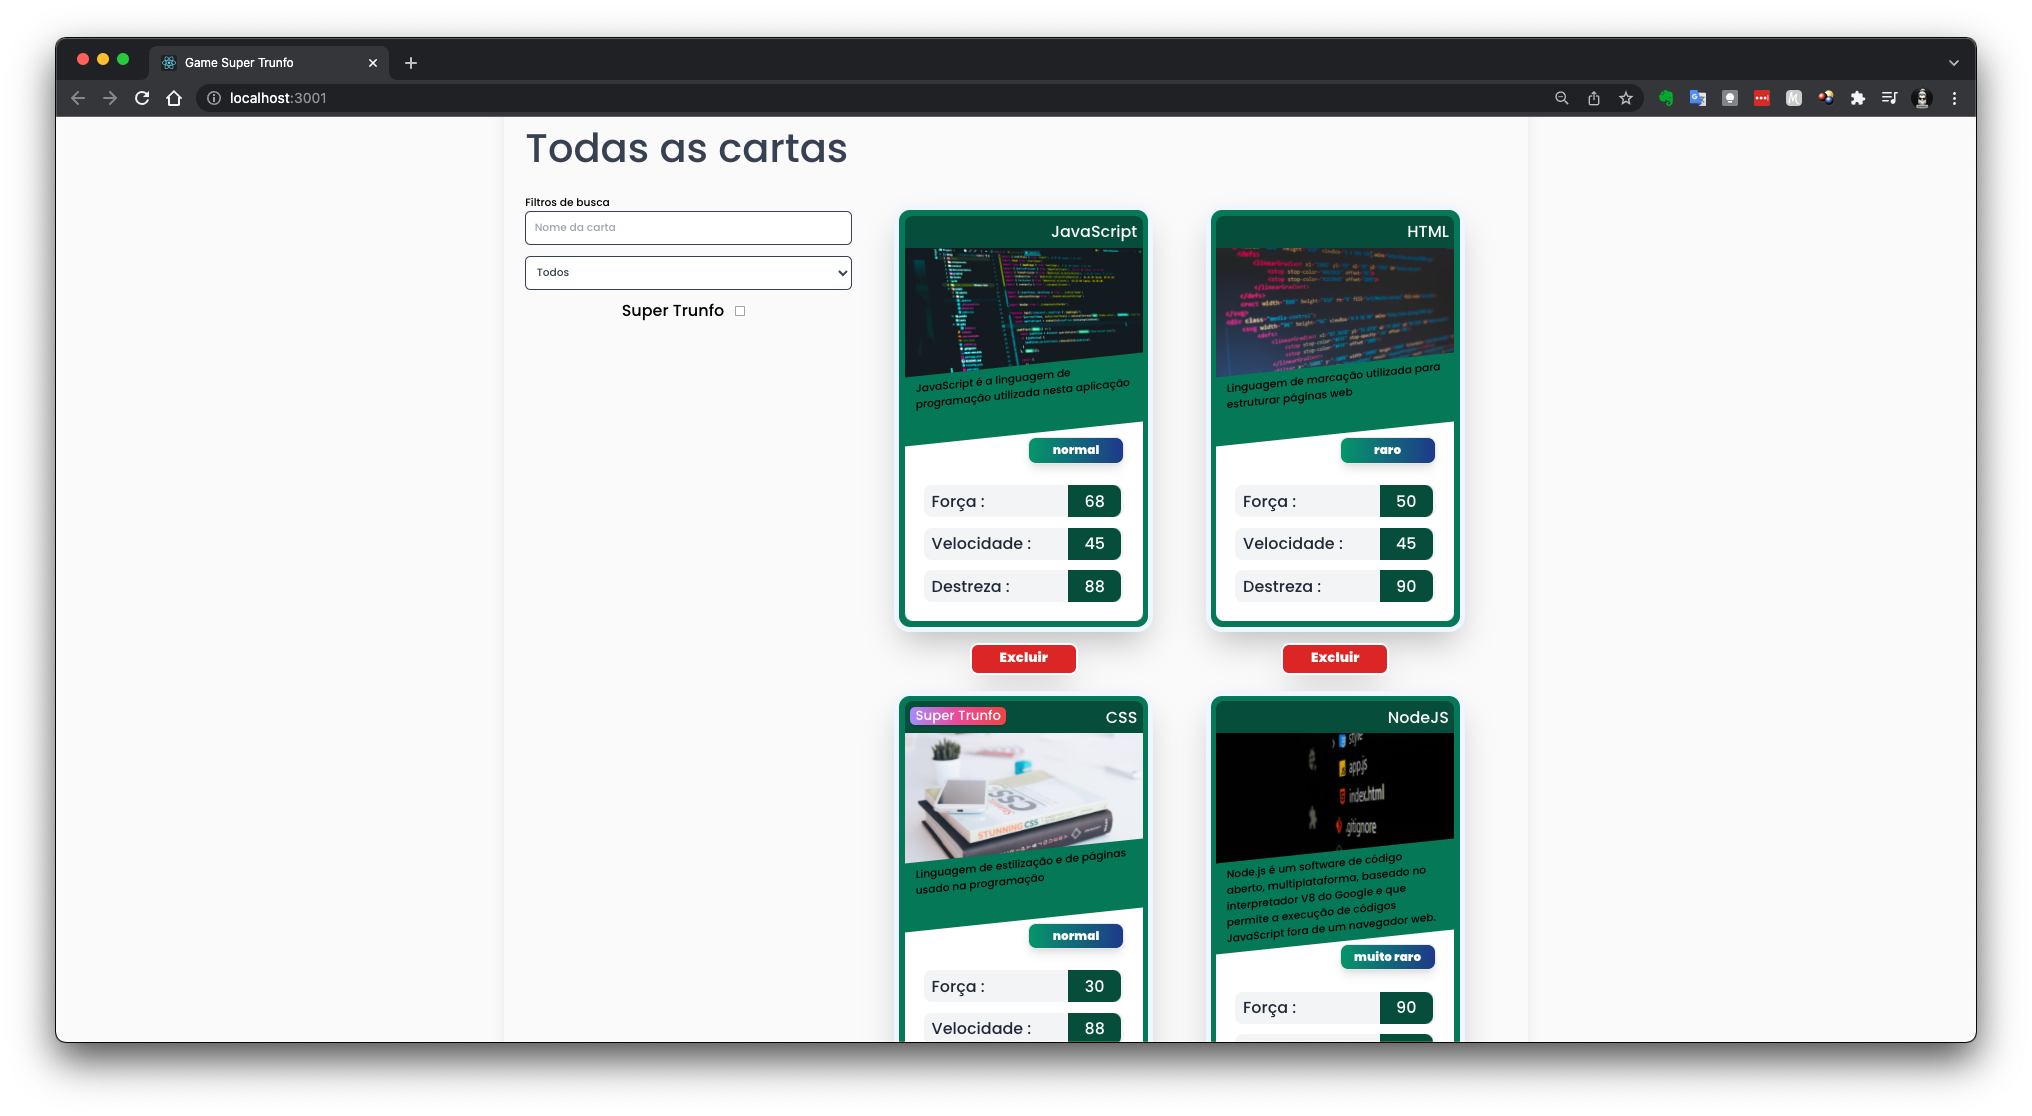 Game Super Trunfo
localhost:3001
Todas as cartas
Filtros de busca
Nome da carta
Todos
Super Trunfo
JavaScript
JavaScript é a linguagem de
programação utilizada nesta aplicação
normal
Força :
68
Velocidade :
45
Destreza :
88
Excluir
HTML
Linguagem de marcação utilizada para
estruturar páginas web
raro
Força :
50
Velocidade :
45
Destreza :
90
Excluir
Super Trunfo
CSS
STUNNING CSS
Linguagem de estilização e de páginas
usado na programação
normal
Força :
30
Velocidade :
88
NodeJS
style
app.js
index.html
.gitignore
Node.js é um software de código
aberto, multiplataforma, baseado no
interpretador V8 do Google e que
permite a execução de códigos
JavaScript fora de um navegador web.
muito raro
Força :
90